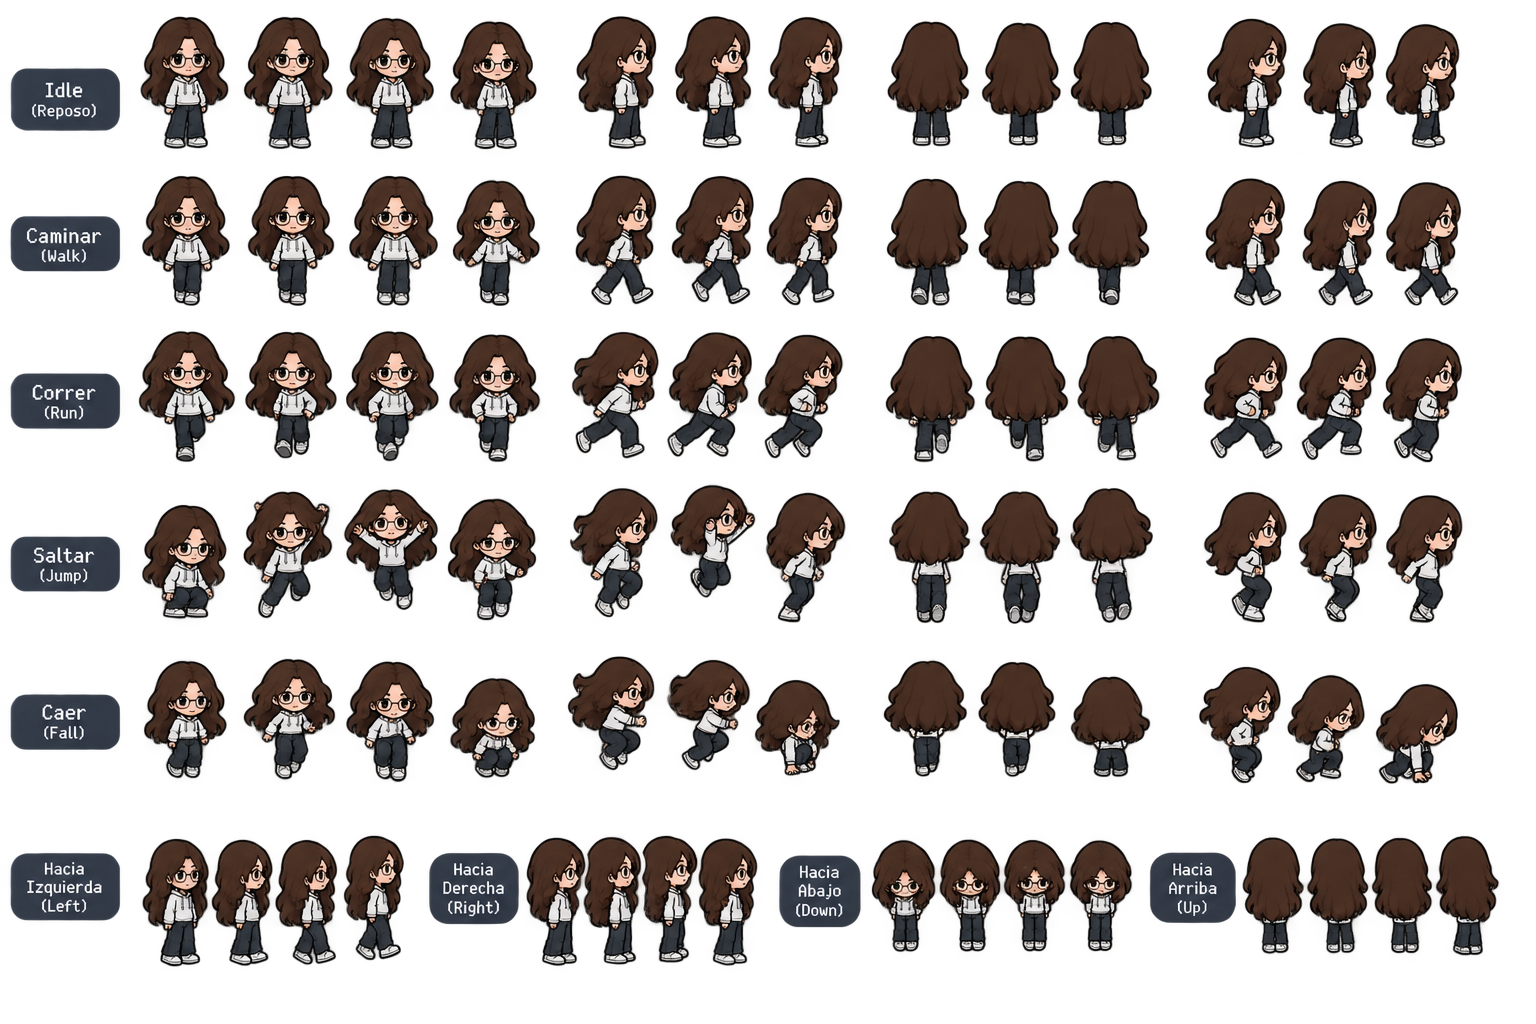 Idle
(Reposo)
Caminar
(Walk)
Correr
(Run)
Saltar
(Jump)
Caer
(Fall)
Hacia
Izquierda
(Left)
Hacia
Derecha
(Right)
Hacia
Abajo
(Down)
Hacia
Arriba
(Up)